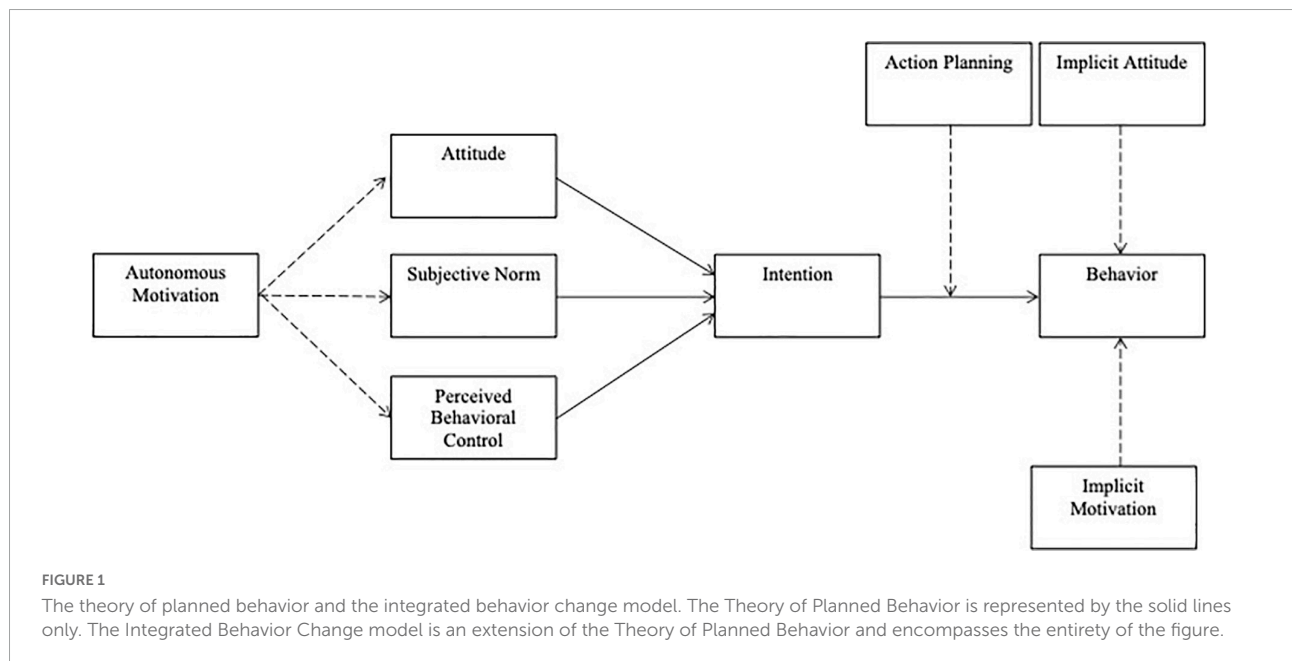 Action Planning
Implicit Attitude
Attitude
Autonomous
Motivation
Subjective Norm
Intention
Behavior
Perceived
Behavioral
Control
Implicit
Motivation
FIGURE 1
The theory of planned behavior and the integrated behavior change model. The Theory of Planned Behavior is represented by the solid lines
only. The Integrated Behavior Change model is an extension of the Theory of Planned Behavior and encompasses the entirety of the figure.